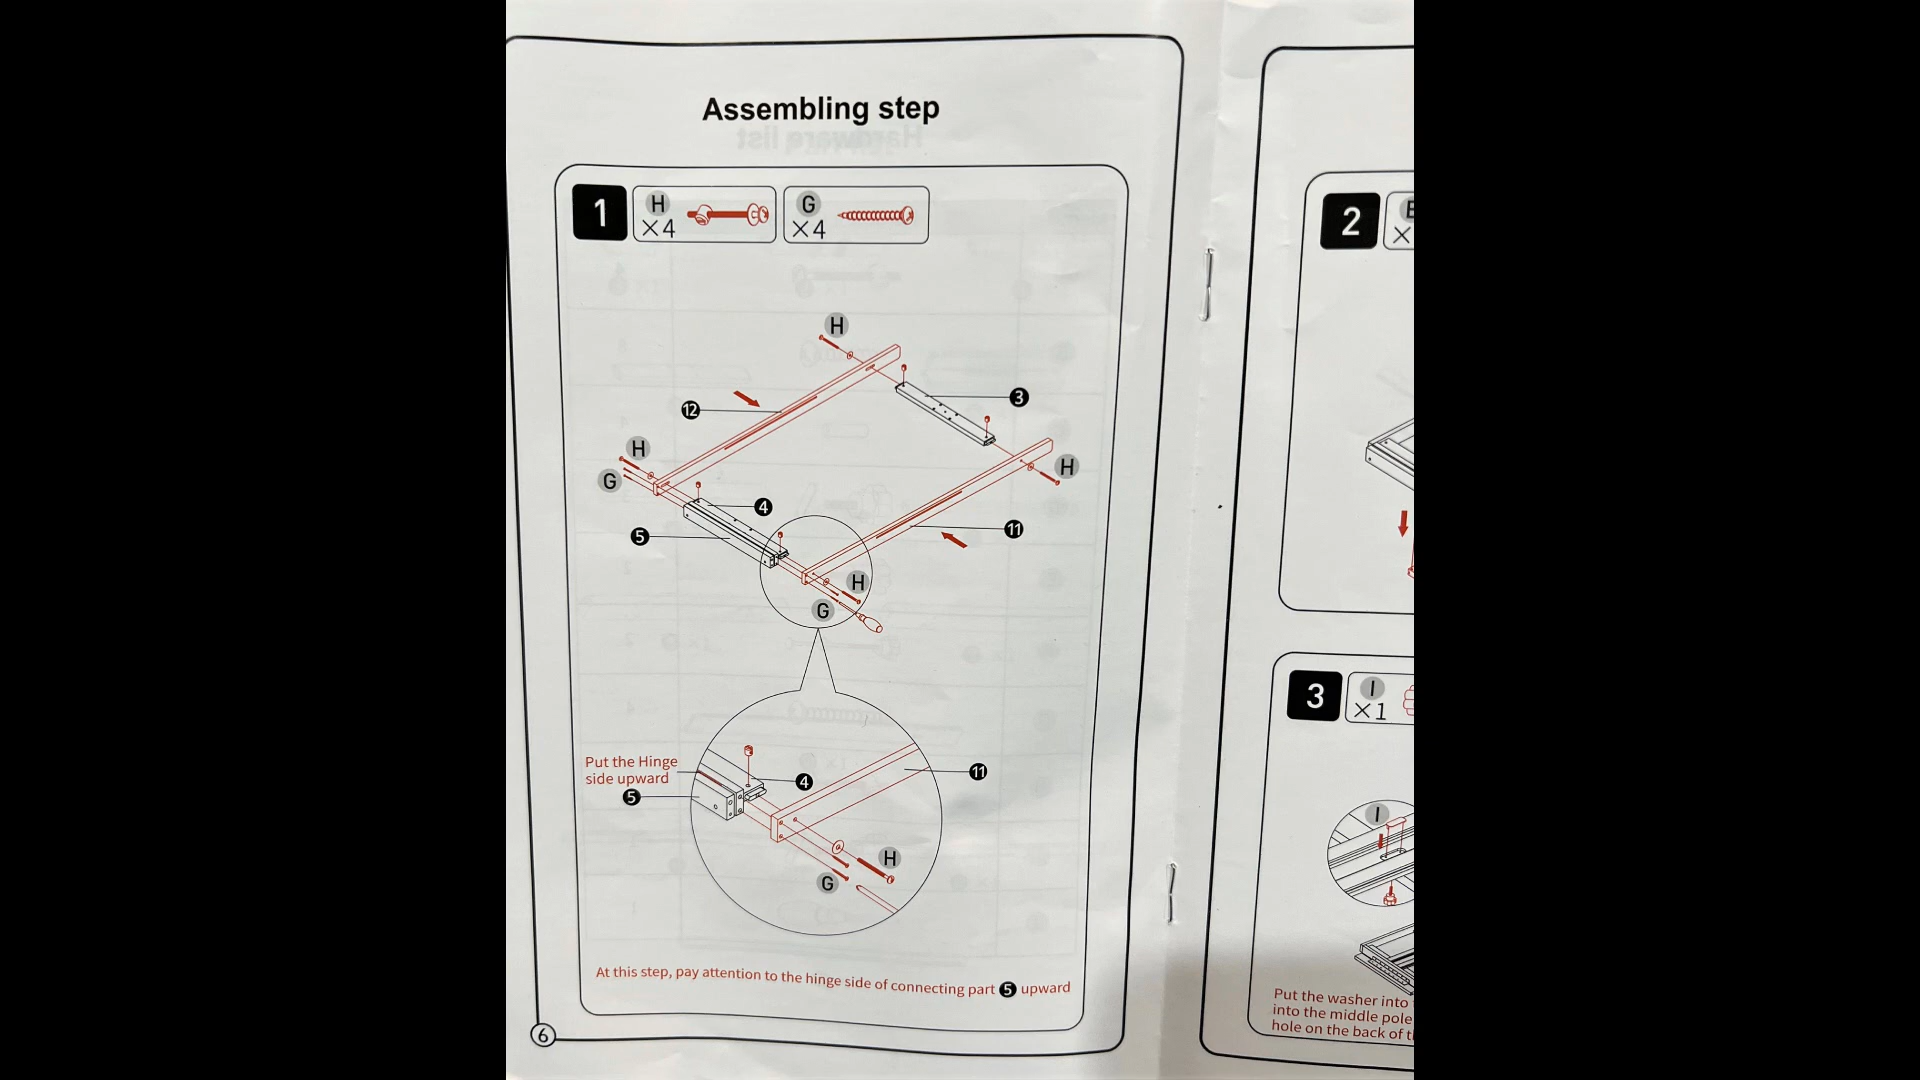 Assembling step
Hardware list
1
H
×4
G
×4
H
3
12
H
H
G
4
5
11
H
G
Put the Hinge
side upward
4
11
5
H
G
At this step, pay attention to the hinge side of connecting part 5 upward
6
2
×
3
I
×1
I
Put the washer into
into the middle pole
hole on the back of